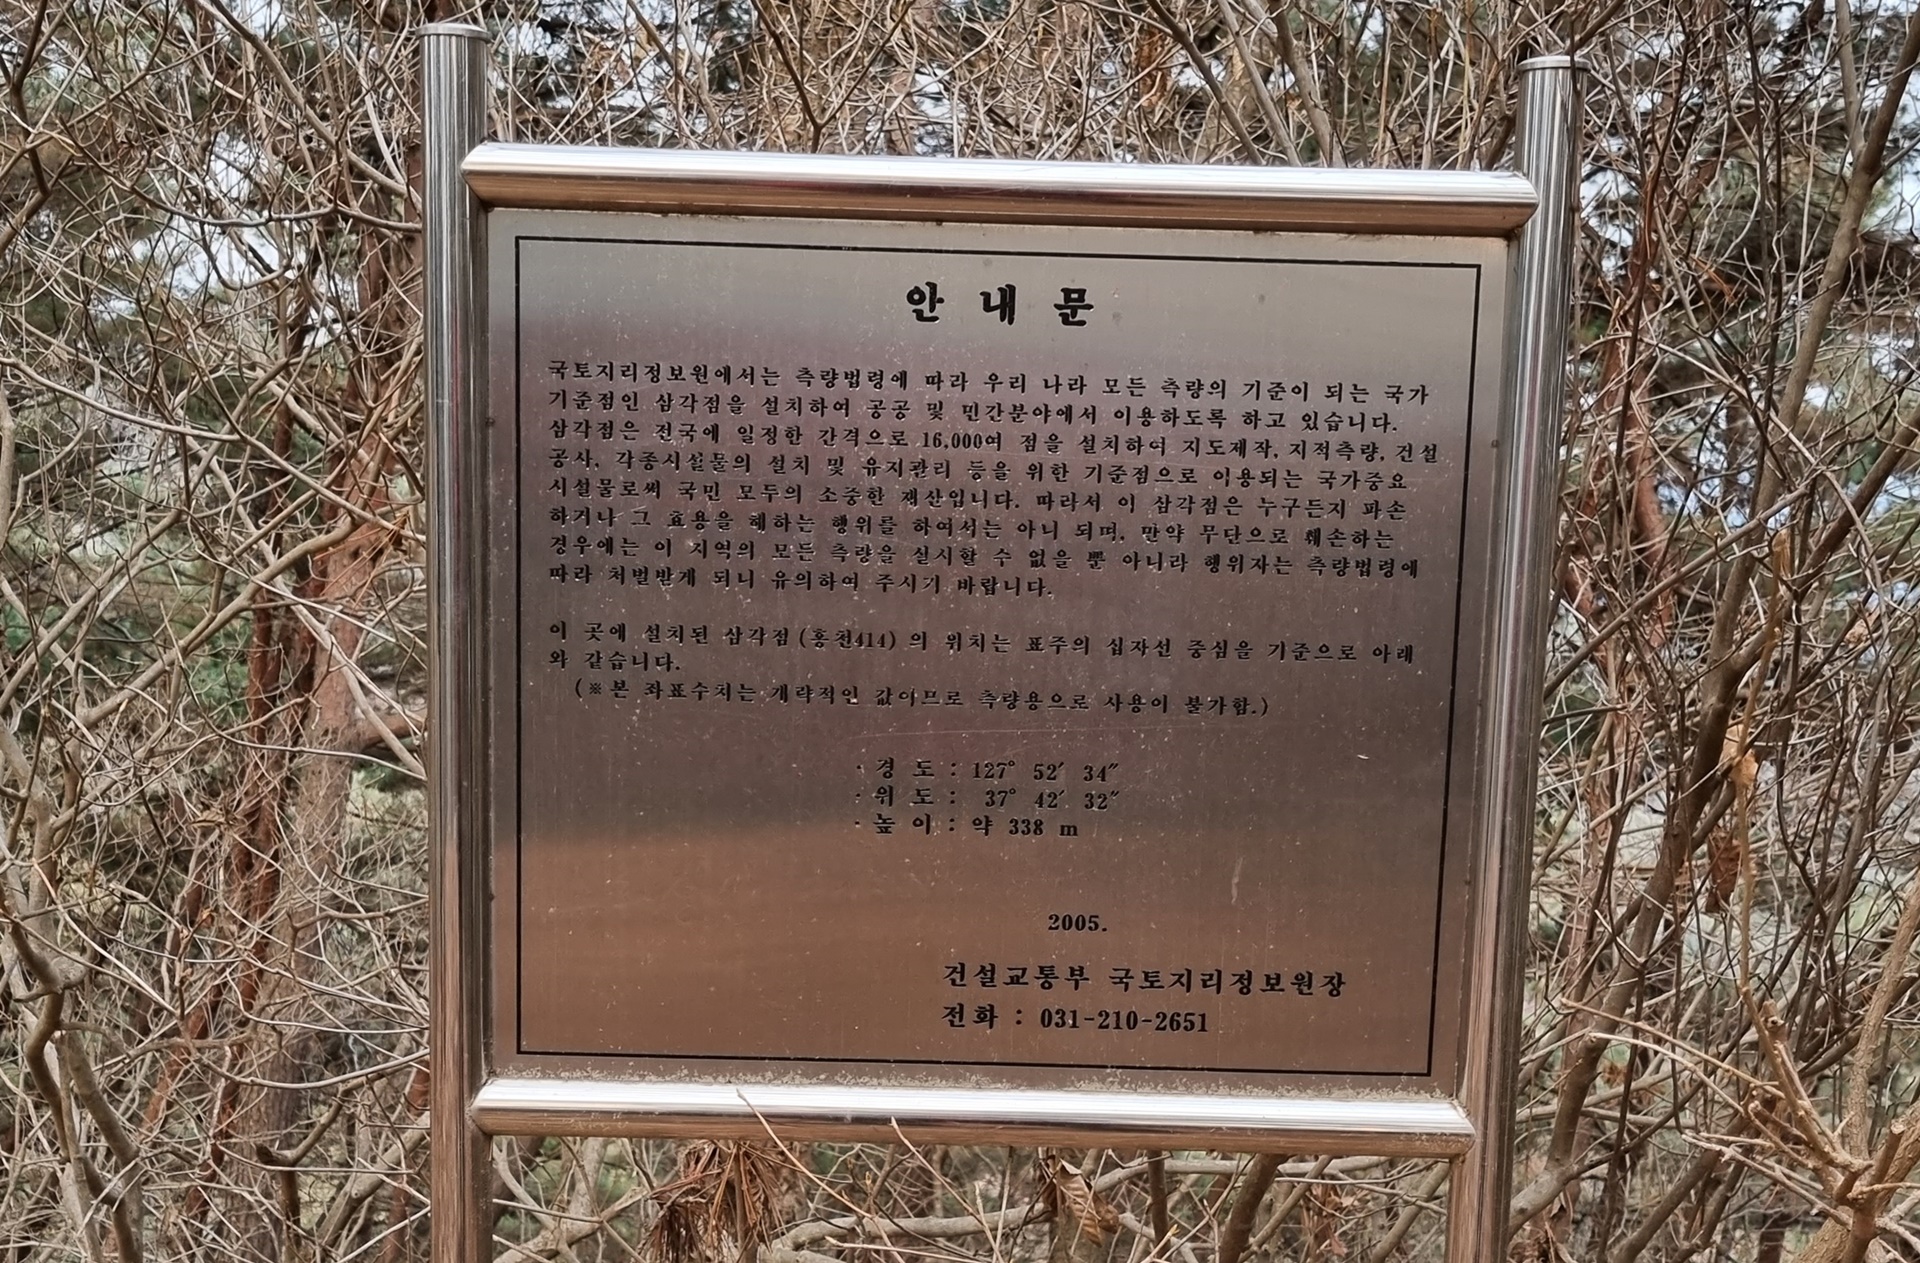 안 내 문
국토지리정보원에서는 측량법령에 따라 우리 나라 모든 측량의 기준이 되는 국가
기준점인 삼각점을 설치하여 공공 및 민간분야에서 이용하도록 하고 있습니다.
삼각점은 전국에 일정한 간격으로 16,000여 점을 설치하여 지도제작, 지적측량, 건설
공사, 각종시설물의 설치 및 유지관리 등을 위한 기준점으로 이용되는 국가중요
시설물로써 국민 모두의 소중한 재산입니다. 따라서 이 삼각점은 누구든지 파손
하거나 그 효용을 해하는 행위를 하여서는 아니 되며, 만약 무단으로 훼손하는
경우에는 이 지역의 모든 측량을 실시할 수 없을 뿐 아니라 행위자는 측량법령에
따라 처벌받게 되니 유의하여 주시기 바랍니다.
이 곳에 설치된 삼각점(홍천414) 의 위치는 표주의 십자선 중심을 기준으로 아래
와 같습니다.
(※본 좌표수치는 개략적인 값이므로 측량용으로 사용이 불가함.)
· 경 도 : 127° 52′ 34″
· 위 도 : 37° 42′ 32″
· 높 이 : 약 338 m
2005.
건설교통부 국토지리정보원장
전화 : 031-210-2651